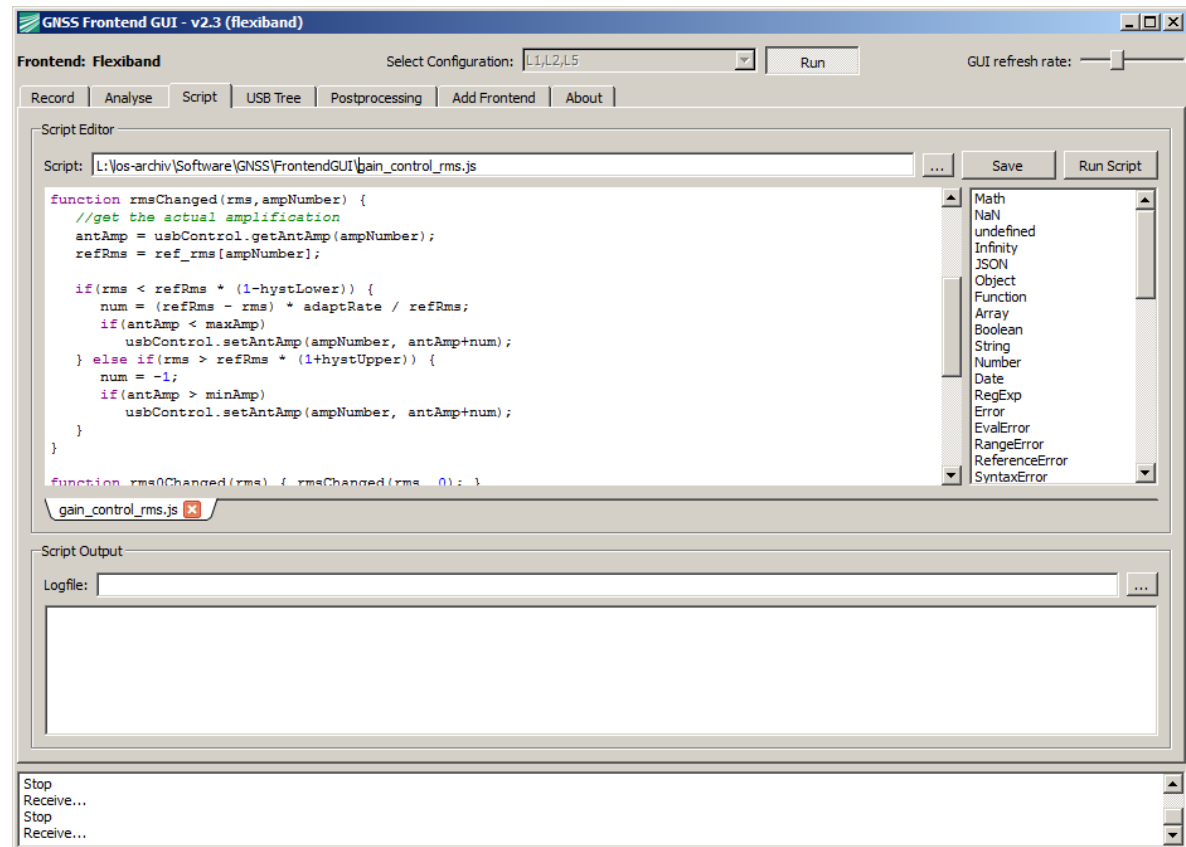 GNSS Frontend GUI - v2.3 (flexiband)
Frontend: Flexiband
Select Configuration: L1,L2,L5
Run
GUI refresh rate:
Record
Analyse
Script
USB Tree
Postprocessing
Add Frontend
About
Script Editor
Script: L:\los-archiv\Software\GNSS\FrontendGUI\gain_control_rms.js
...
Save
Run Script
function rmsChanged(rms,ampNumber) {
//get the actual amplification
antAmp = usbControl.getAntAmp(ampNumber);
refRms = ref_rms[ampNumber];
if(rms < refRms * (1-hystLower)) {
num = (refRms - rms) * adaptRate / refRms;
if(antAmp < maxAmp)
usbControl.setAntAmp(ampNumber, antAmp+num);
} else if(rms > refRms * (1+hystUpper)) {
num = -1;
if(antAmp > minAmp)
usbControl.setAntAmp(ampNumber, antAmp+num);
}
}
function rms0Changed(rms) { rmsChanged(rms, 0); }
Math
NaN
undefined
Infinity
JSON
Object
Function
Array
Boolean
String
Number
Date
RegExp
Error
EvalError
RangeError
ReferenceError
SyntaxError
gain_control_rms.js
Script Output
Logfile:
...
Stop
Receive...
Stop
Receive...